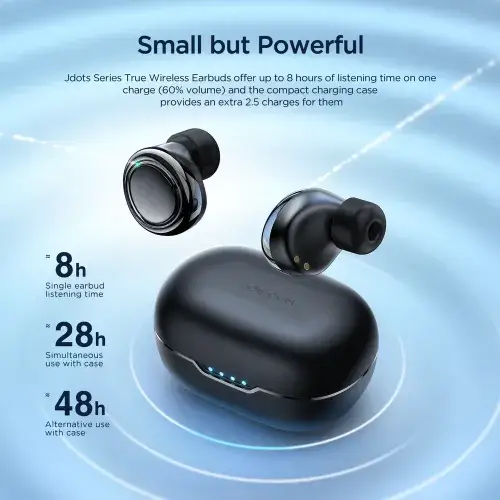 Small but Powerful
Jdots Series True Wireless Earbuds offer up to 8 hours of listening time on one
charge (60% volume) and the compact charging case
provides an extra 2.5 charges for them
≈ 8h
Single earbud
listening time
≈ 28h
Simultaneous
use with case
≈ 48h
Alternative use
with case